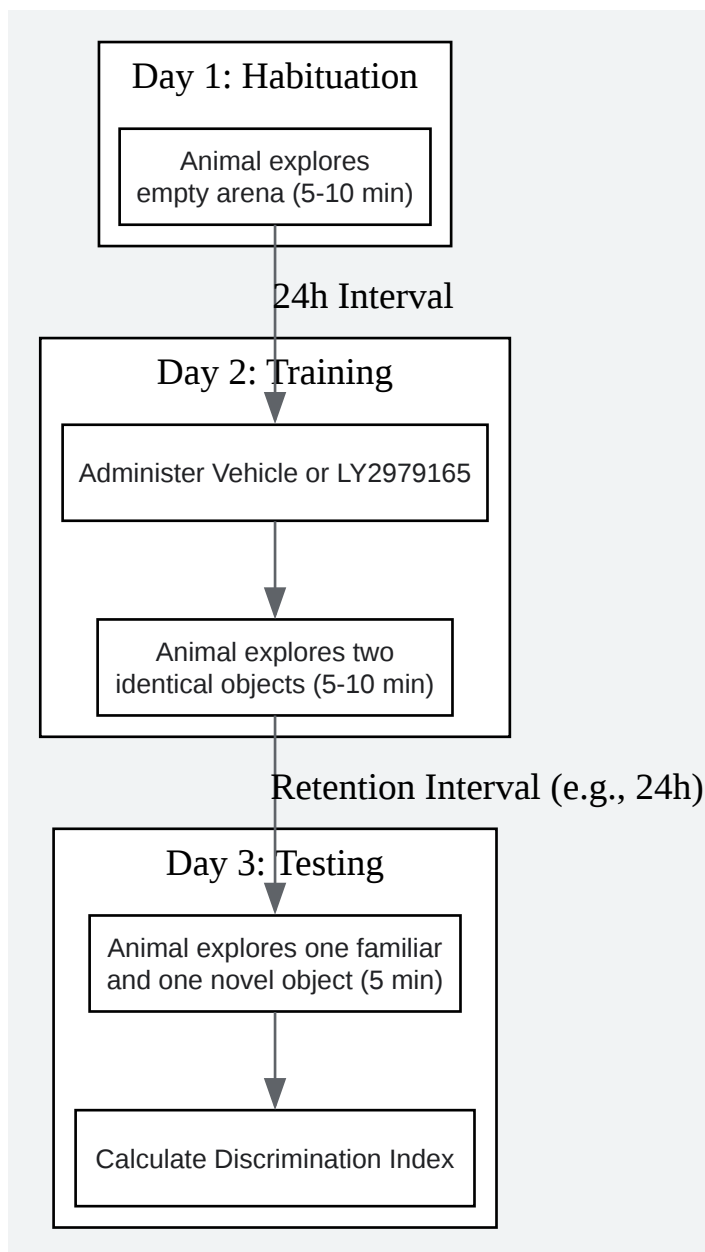 Day 1: Habituation
Animal explores
empty arena (5-10 min)
24h Interval
Day 2: Training
Administer Vehicle or LY2979165
Animal explores two
identical objects (5-10 min)
Retention Interval (e.g., 24h)
Day 3: Testing
Animal explores one familiar
and one novel object (5 min)
Calculate Discrimination Index